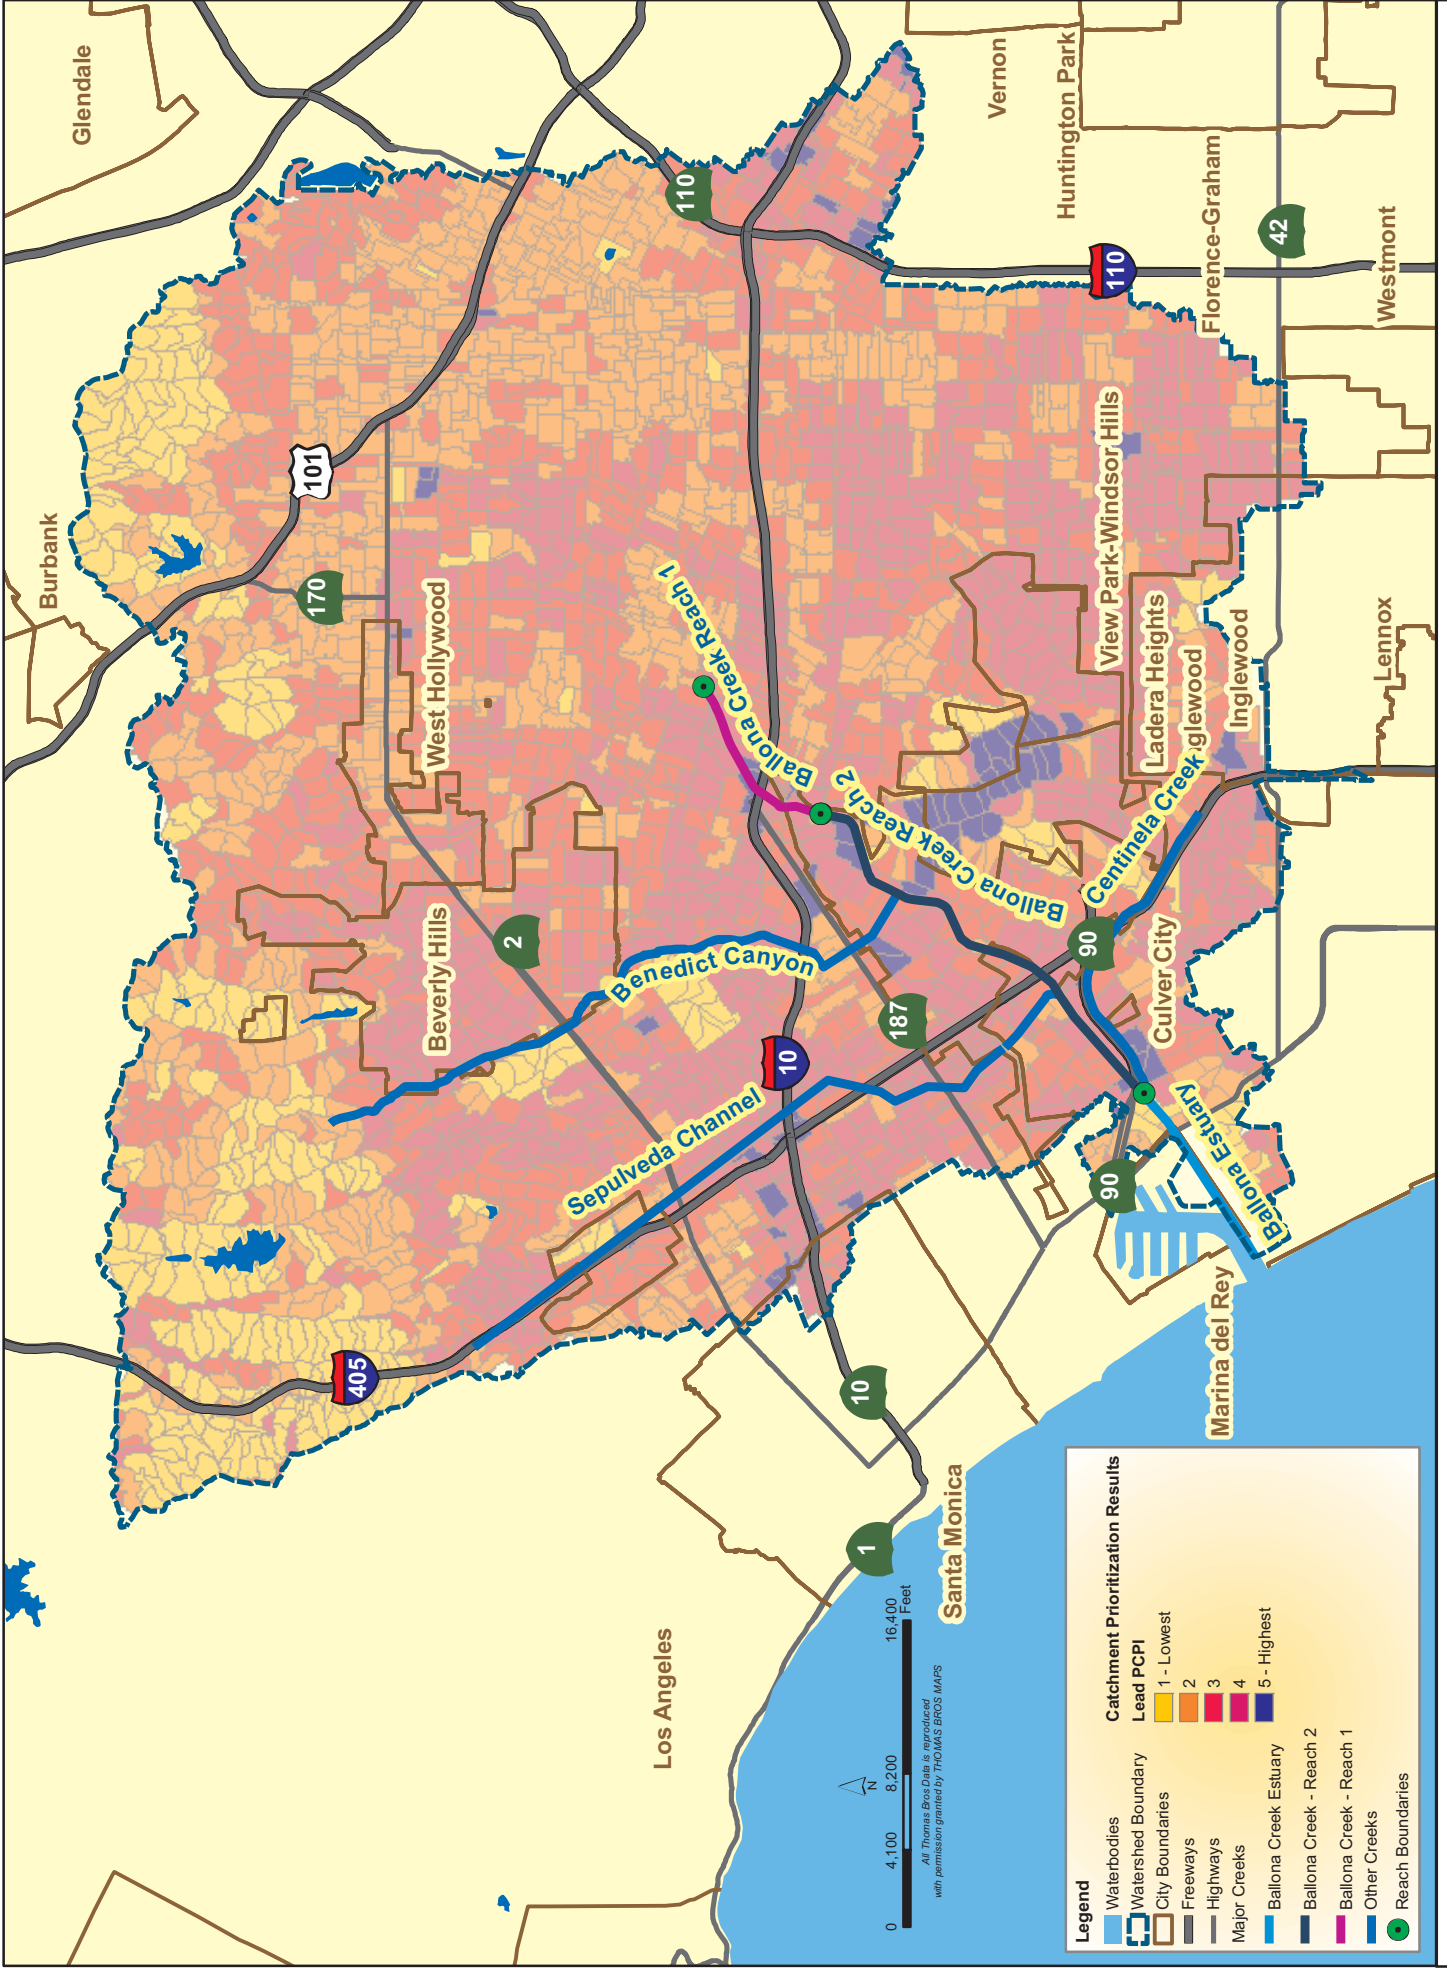 Glendale
Burbank
Vernon
Huntington Park
Florence-Graham
Westmont
Lennox
110
110
42
101
170
West Hollywood
Beverly Hills
2
Ballona Creek Reach 1
Ballona Creek Reach 2
View Park-Windsor Hills
Ladera Heights
Inglewood
nglewood
Centinela Creek
Culver City
90
90
Benedict Canyon
187
10
Sepulveda Channel
405
10
1
Ballona Estuary
Marina del Rey
Santa Monica
Los Angeles
N
0
4,100
8,200
16,400
Feet
All Thomas Bros Data is reproduced
with permission granted by THOMAS BROS MAPS
Legend
Waterbodies
Watershed Boundary
City Boundaries
Freeways
Highways
Major Creeks
Ballona Creek Estuary
Ballona Creek - Reach 2
Ballona Creek - Reach 1
Other Creeks
Reach Boundaries
Catchment Prioritization Results
Lead PCPI
1 - Lowest
2
3
4
5 - Highest